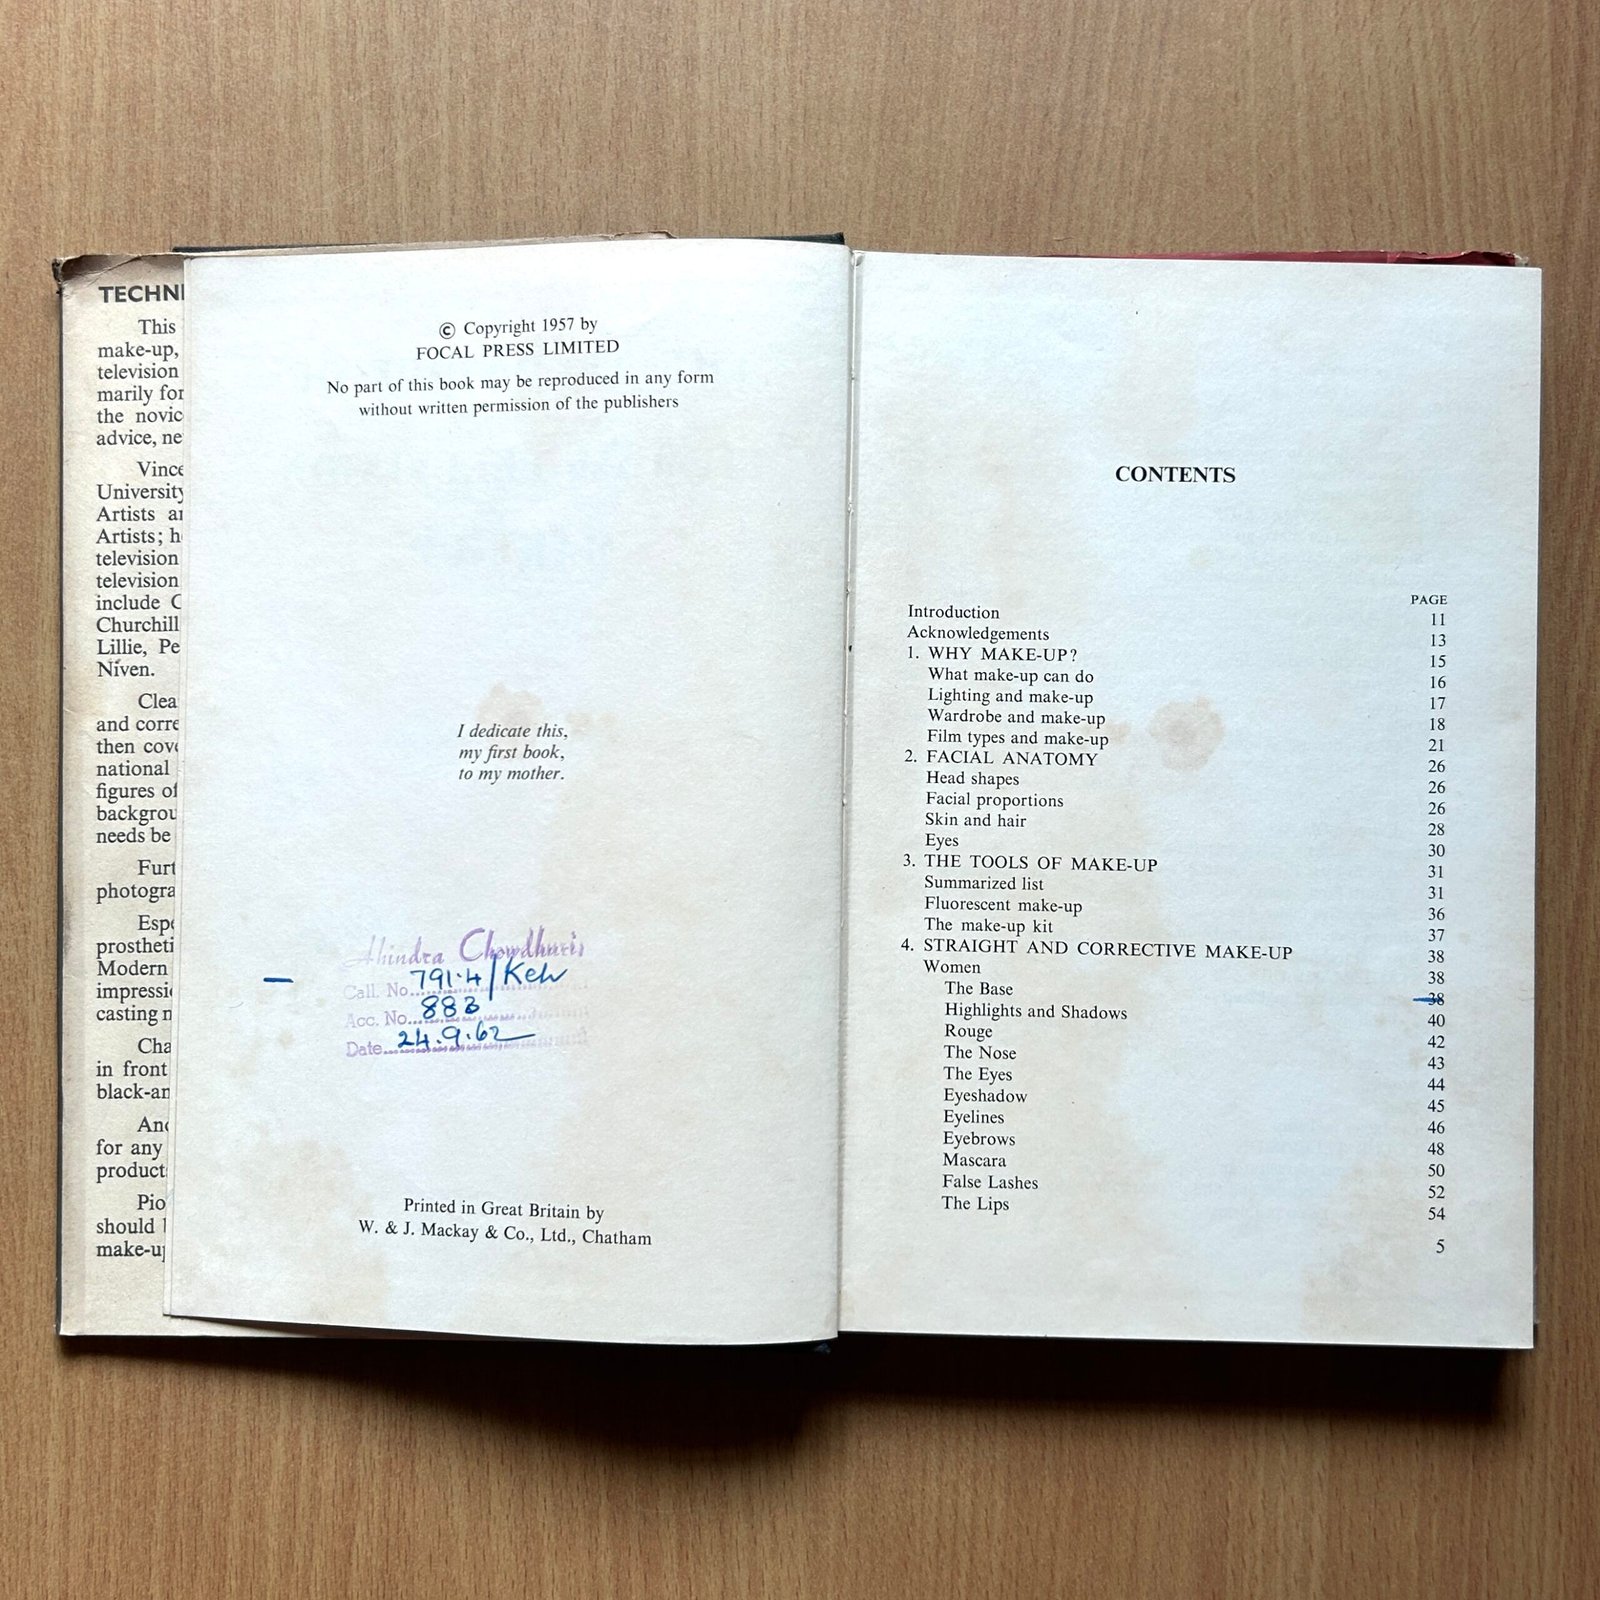 TECHNI
This
make-up,
television
marily for
the novic
advice, ne
Vince
University
Artists an
Artists; h
television
television
include C
Churchill
Lillie, Pe
Niven.
Clea
and corre
then cove
national
figures of
backgrou
needs be
Furt
photogra
Espe
prostheti
Modern
impressi
casting
Cha
in front
black-an
And
for any
product
Pio
should
make-up
© Copyright 1957 by
FOCAL PRESS LIMITED
No part of this book may be reproduced in any form
without written permission of the publishers
I dedicate this,
my first book,
to my mother.
Ahindra Chowdhuris
Call. No. 791.4/Keh
Acc. No. 883
Date 24.9.62
Printed in Great Britain by
W. & J. Mackay & Co., Ltd., Chatham
CONTENTS
PAGE
Introduction 11
Acknowledgements 13
1. WHY MAKE-UP? 15
What make-up can do 16
Lighting and make-up 17
Wardrobe and make-up 18
Film types and make-up 21
2. FACIAL ANATOMY 26
Head shapes 26
Facial proportions 26
Skin and hair 28
Eyes 30
3. THE TOOLS OF MAKE-UP 31
Summarized list 31
Fluorescent make-up 36
The make-up kit 37
4. STRAIGHT AND CORRECTIVE MAKE-UP 38
Women 38
The Base 38
Highlights and Shadows 40
Rouge 42
The Nose 43
The Eyes 44
Eyeshadow 45
Eyelines 46
Eyebrows 48
Mascara 50
False Lashes 52
The Lips 54
5